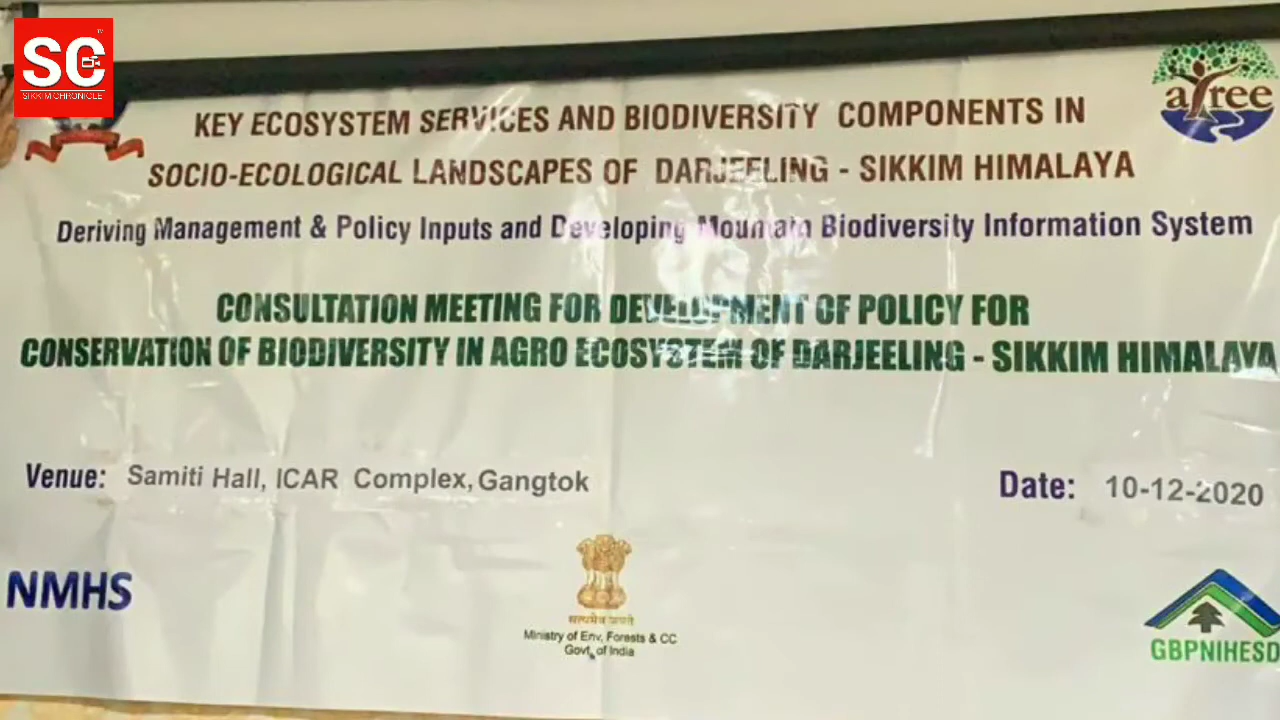 SC
TV
SIKKIM CHRONICLE
atree
KEY ECOSYSTEM SERVICES AND BIODIVERSITY COMPONENTS IN
SOCIO-ECOLOGICAL LANDSCAPES OF DARJEELING - SIKKIM HIMALAYA
Deriving Management & Policy Inputs and Developing Mountain Biodiversity Information System
CONSULTATION MEETING FOR DEVELOPMENT OF POLICY FOR
CONSERVATION OF BIODIVERSITY IN AGRO ECOSYSTEM OF DARJEELING - SIKKIM HIMALAYA
Venue: Samiti Hall, ICAR Complex, Gangtok
Date: 10-12-2020
NMHS
सत्यमेव जयते
Ministry of Env, Forests & CC
Govt. of India
GBPNIHESD